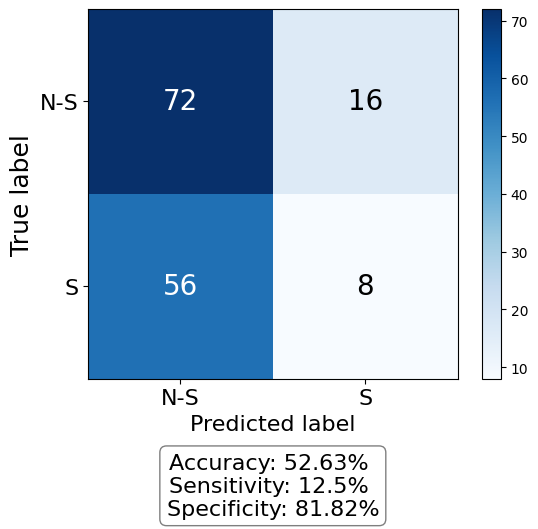 True label
N-S
72
16
S
56
8
N-S
S
Predicted label
70
60
50
40
30
20
10
Accuracy: 52.63%
Sensitivity: 12.5%
Specificity: 81.82%